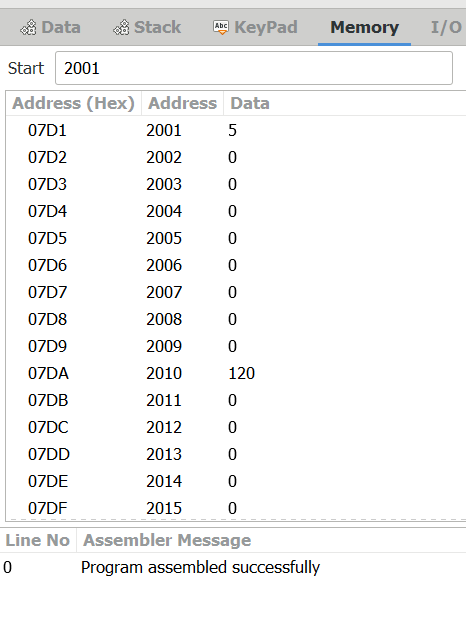 Data Stack Abc KeyPad Memory I/O
Start 2001
Address (Hex) Address Data
07D1 2001 5
07D2 2002 0
07D3 2003 0
07D4 2004 0
07D5 2005 0
07D6 2006 0
07D7 2007 0
07D8 2008 0
07D9 2009 0
07DA 2010 120
07DB 2011 0
07DC 2012 0
07DD 2013 0
07DE 2014 0
07DF 2015 0
Line No Assembler Message
0 Program assembled successfully